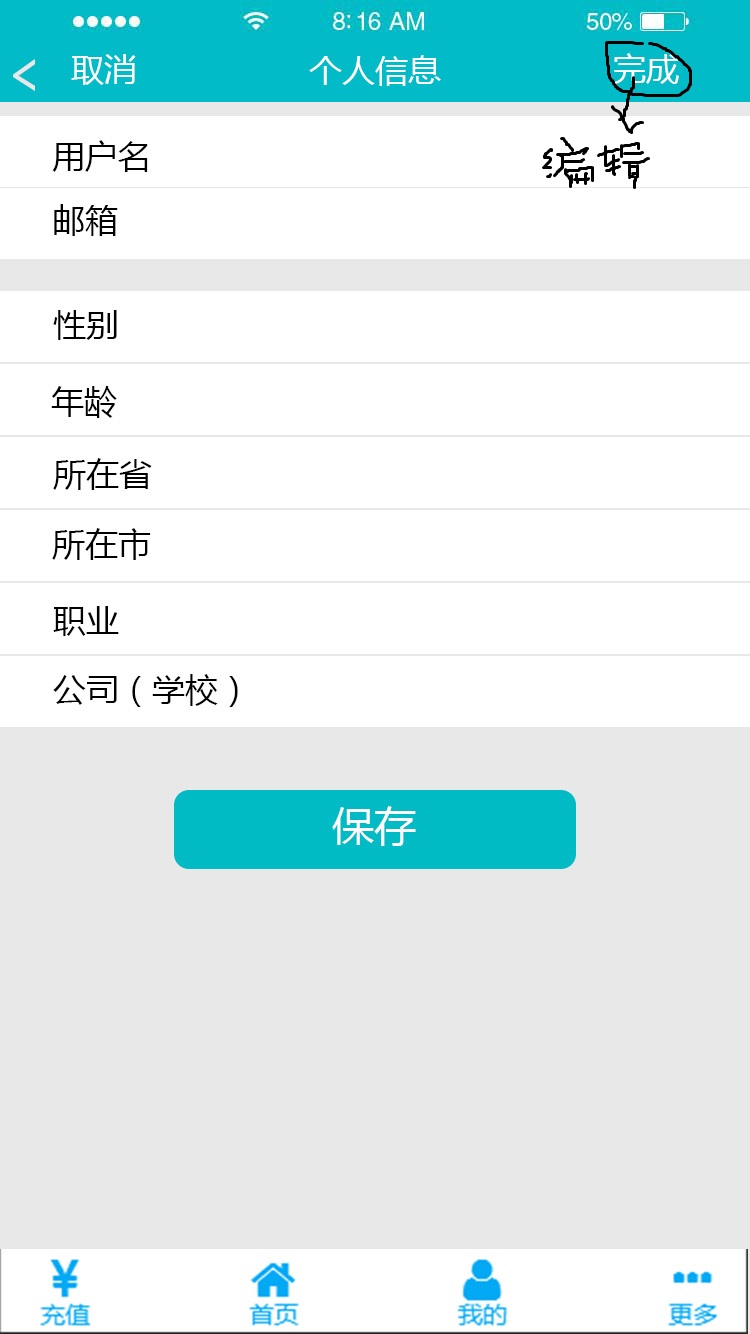 8:16 AM 50%
< 取消 个人信息 完成
编辑
用户名
邮箱
性别
年龄
所在省
所在市
职业
公司（学校）
保存
充值 首页 我的 更多